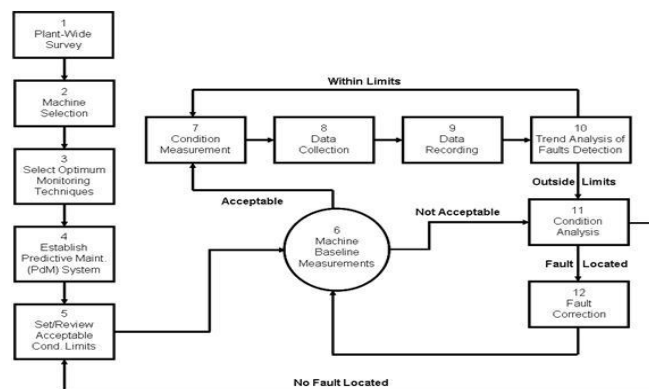 1
Plant-Wide
Survey
2
Machine
Selection
3
Select Optimum
Monitoring
Techniques
4
Establish
Predictive Maint.
(PdM) System
5
Set/Review
Acceptable
Cond. Limits
6
Machine
Baseline
Measurements
Acceptable
Not Acceptable
Within Limits
7
Condition
Measurement
8
Data
Collection
9
Data
Recording
10
Trend Analysis of
Faults Detection
Outside Limits
11
Condition
Analysis
Fault Located
12
Fault
Correction
No Fault Located